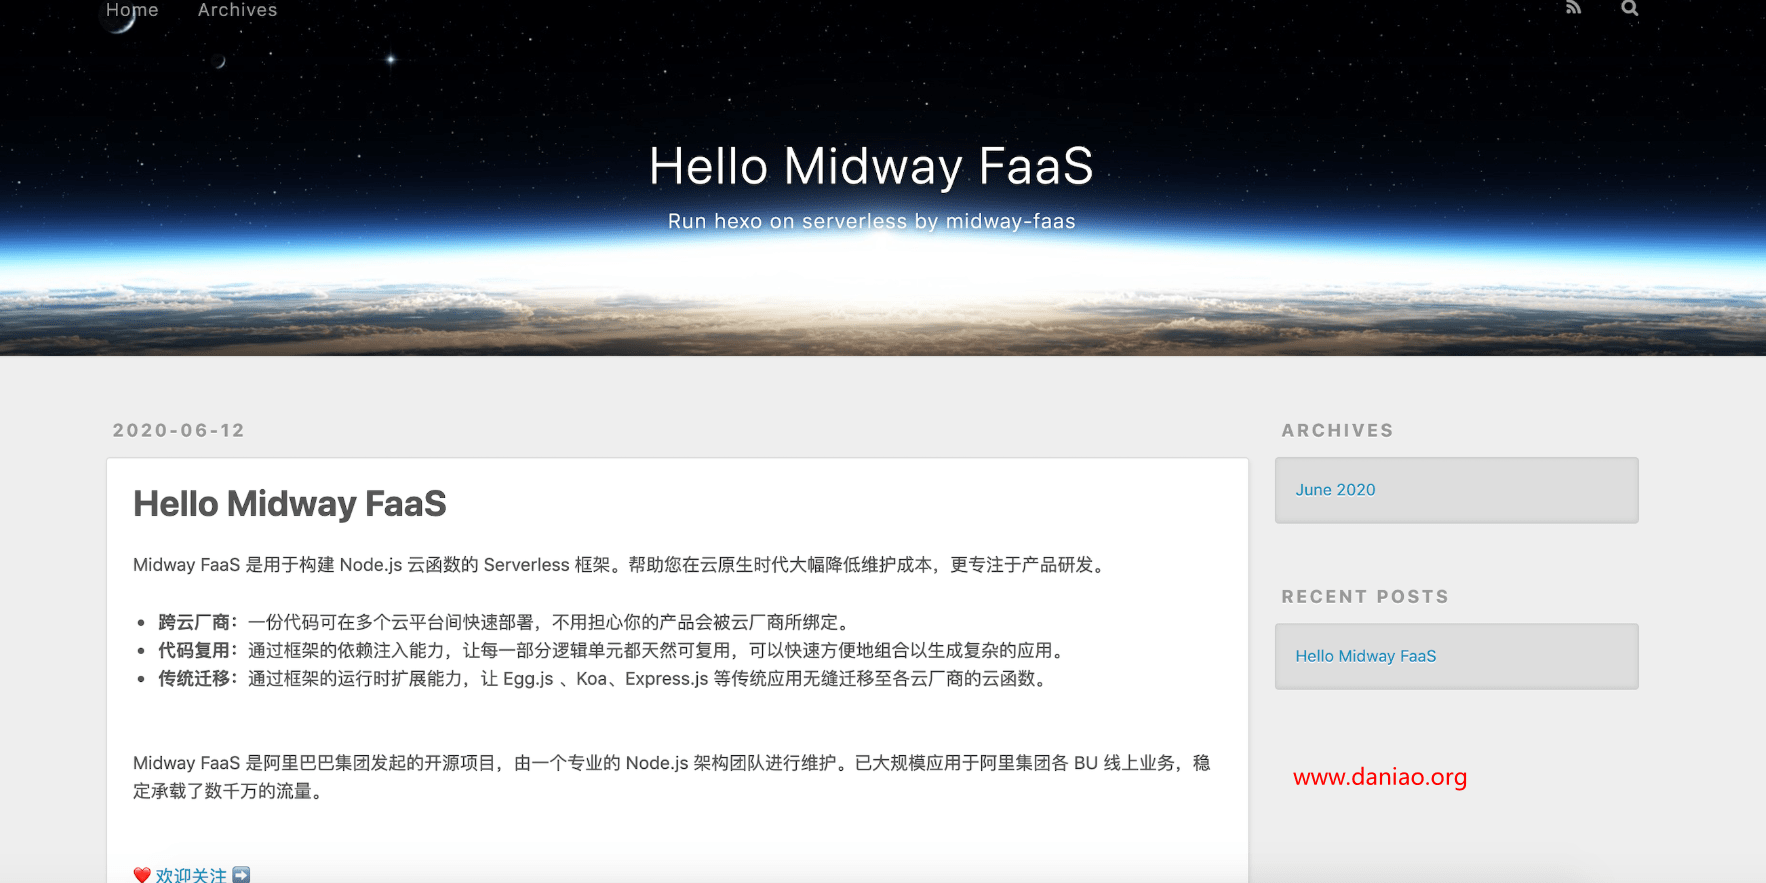 Home Archives
Hello Midway FaaS
Run hexo on serverless by midway-faas
2020-06-12
Hello Midway FaaS
Midway FaaS 是用于构建 Node.js 云函数的 Serverless 框架。帮助您在云原生时代大幅降低维护成本，更专注于产品研发。
• 跨云厂商：一份代码可在多个云平台间快速部署，不用担心你的产品会被云厂商所绑定。
• 代码复用：通过框架的依赖注入能力，让每一部分逻辑单元都天然可复用，可以快速方便地组合以生成复杂的应用。
• 传统迁移：通过框架的运行时扩展能力，让 Egg.js 、Koa、Express.js 等传统应用无缝迁移至各云厂商的云函数。
Midway FaaS 是阿里巴巴集团发起的开源项目，由一个专业的 Node.js 架构团队进行维护。已大规模应用于阿里集团各 BU 线上业务，稳
定承载了数千万的流量。
❤️ 欢迎关注 ➡️
ARCHIVES
June 2020
RECENT POSTS
Hello Midway FaaS
www.daniao.org